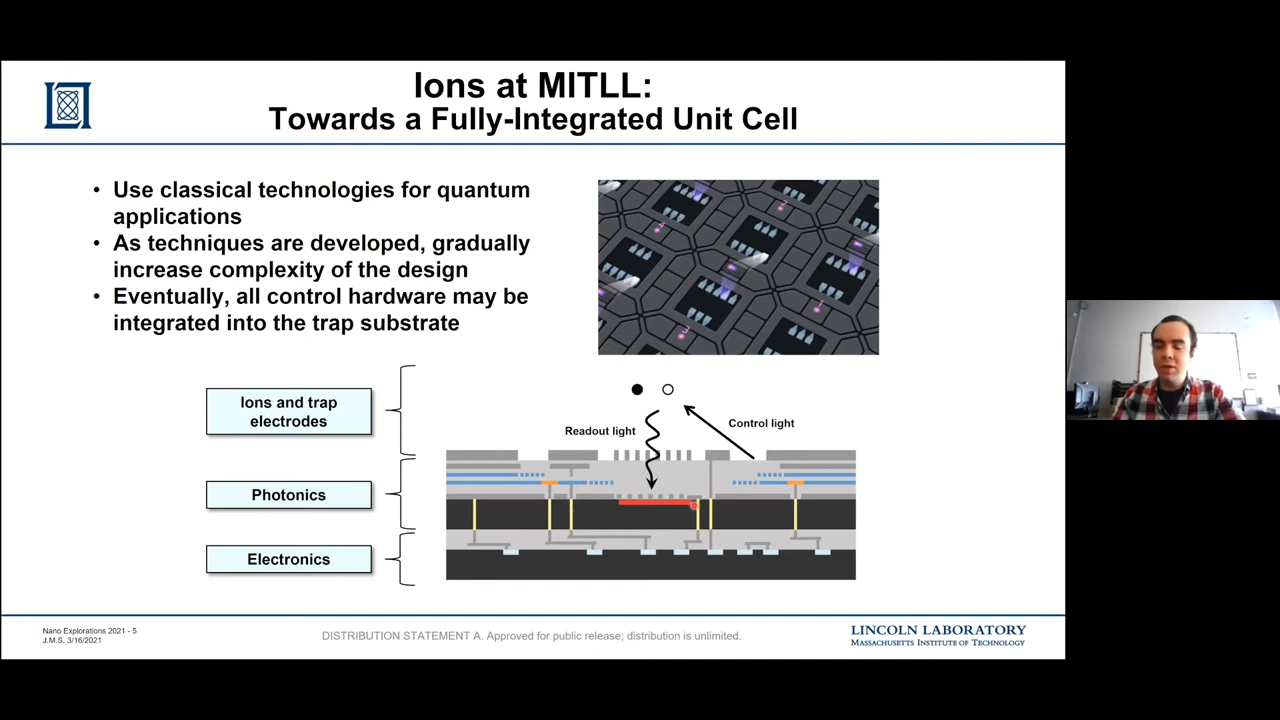 Ions at MITLL:
Towards a Fully-Integrated Unit Cell
• Use classical technologies for quantum
applications
• As techniques are developed, gradually
increase complexity of the design
• Eventually, all control hardware may be
integrated into the trap substrate
Ions and trap
electrodes
Readout light
Control light
Photonics
Electronics
Nano Explorations 2021 - 5
J.M.S. 3/16/2021
DISTRIBUTION STATEMENT A. Approved for public release; distribution is unlimited.
LINCOLN LABORATORY
MASSACHUSETTS INSTITUTE OF TECHNOLOGY